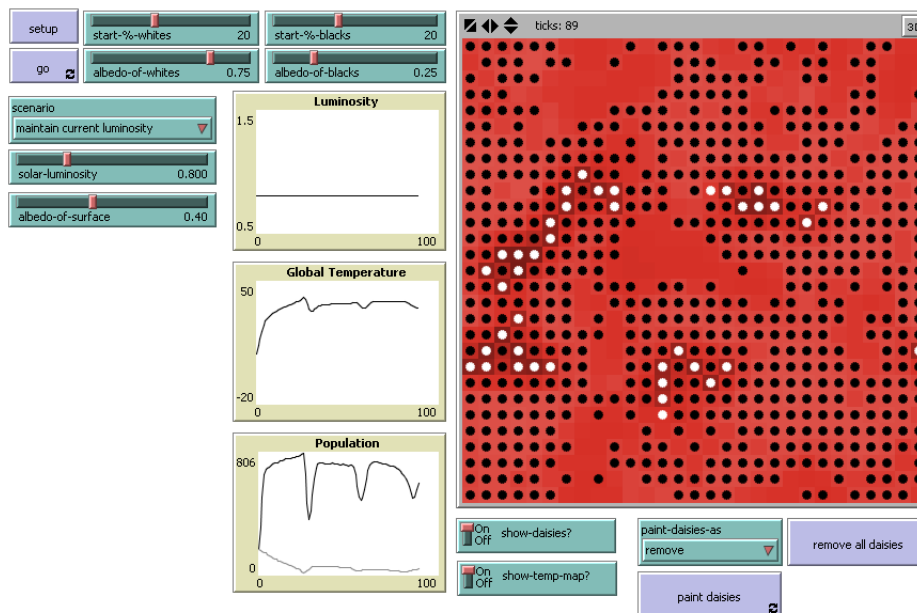 setup
start-%-whites 20
start-%-blacks 20
go
albedo-of-whites 0.75
albedo-of-blacks 0.25
scenario
maintain current luminosity
solar-luminosity 0.800
albedo-of-surface 0.40
Luminosity
1.5
0.5
0 100
Global Temperature
50
-20
0 100
Population
806
0
0 100
ticks: 89
3D
On
Off
show-daisies?
On
Off
show-temp-map?
paint-daisies-as
remove
remove all daisies
paint daisies